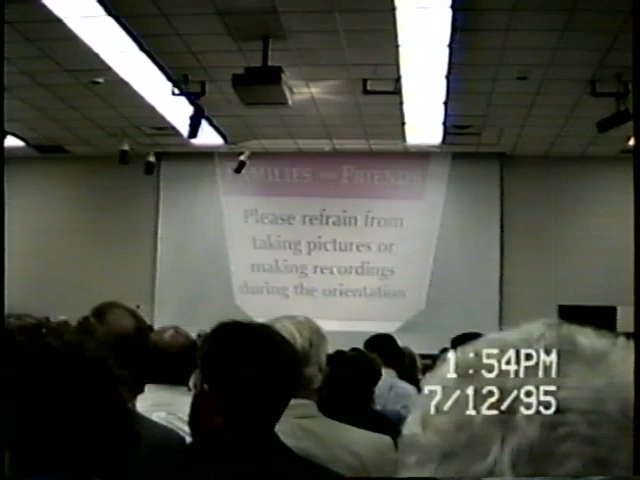 FAMILIES AND FRIENDS
Please refrain from
taking pictures or
making recordings
during the orientation
1:54PM
7/12/95